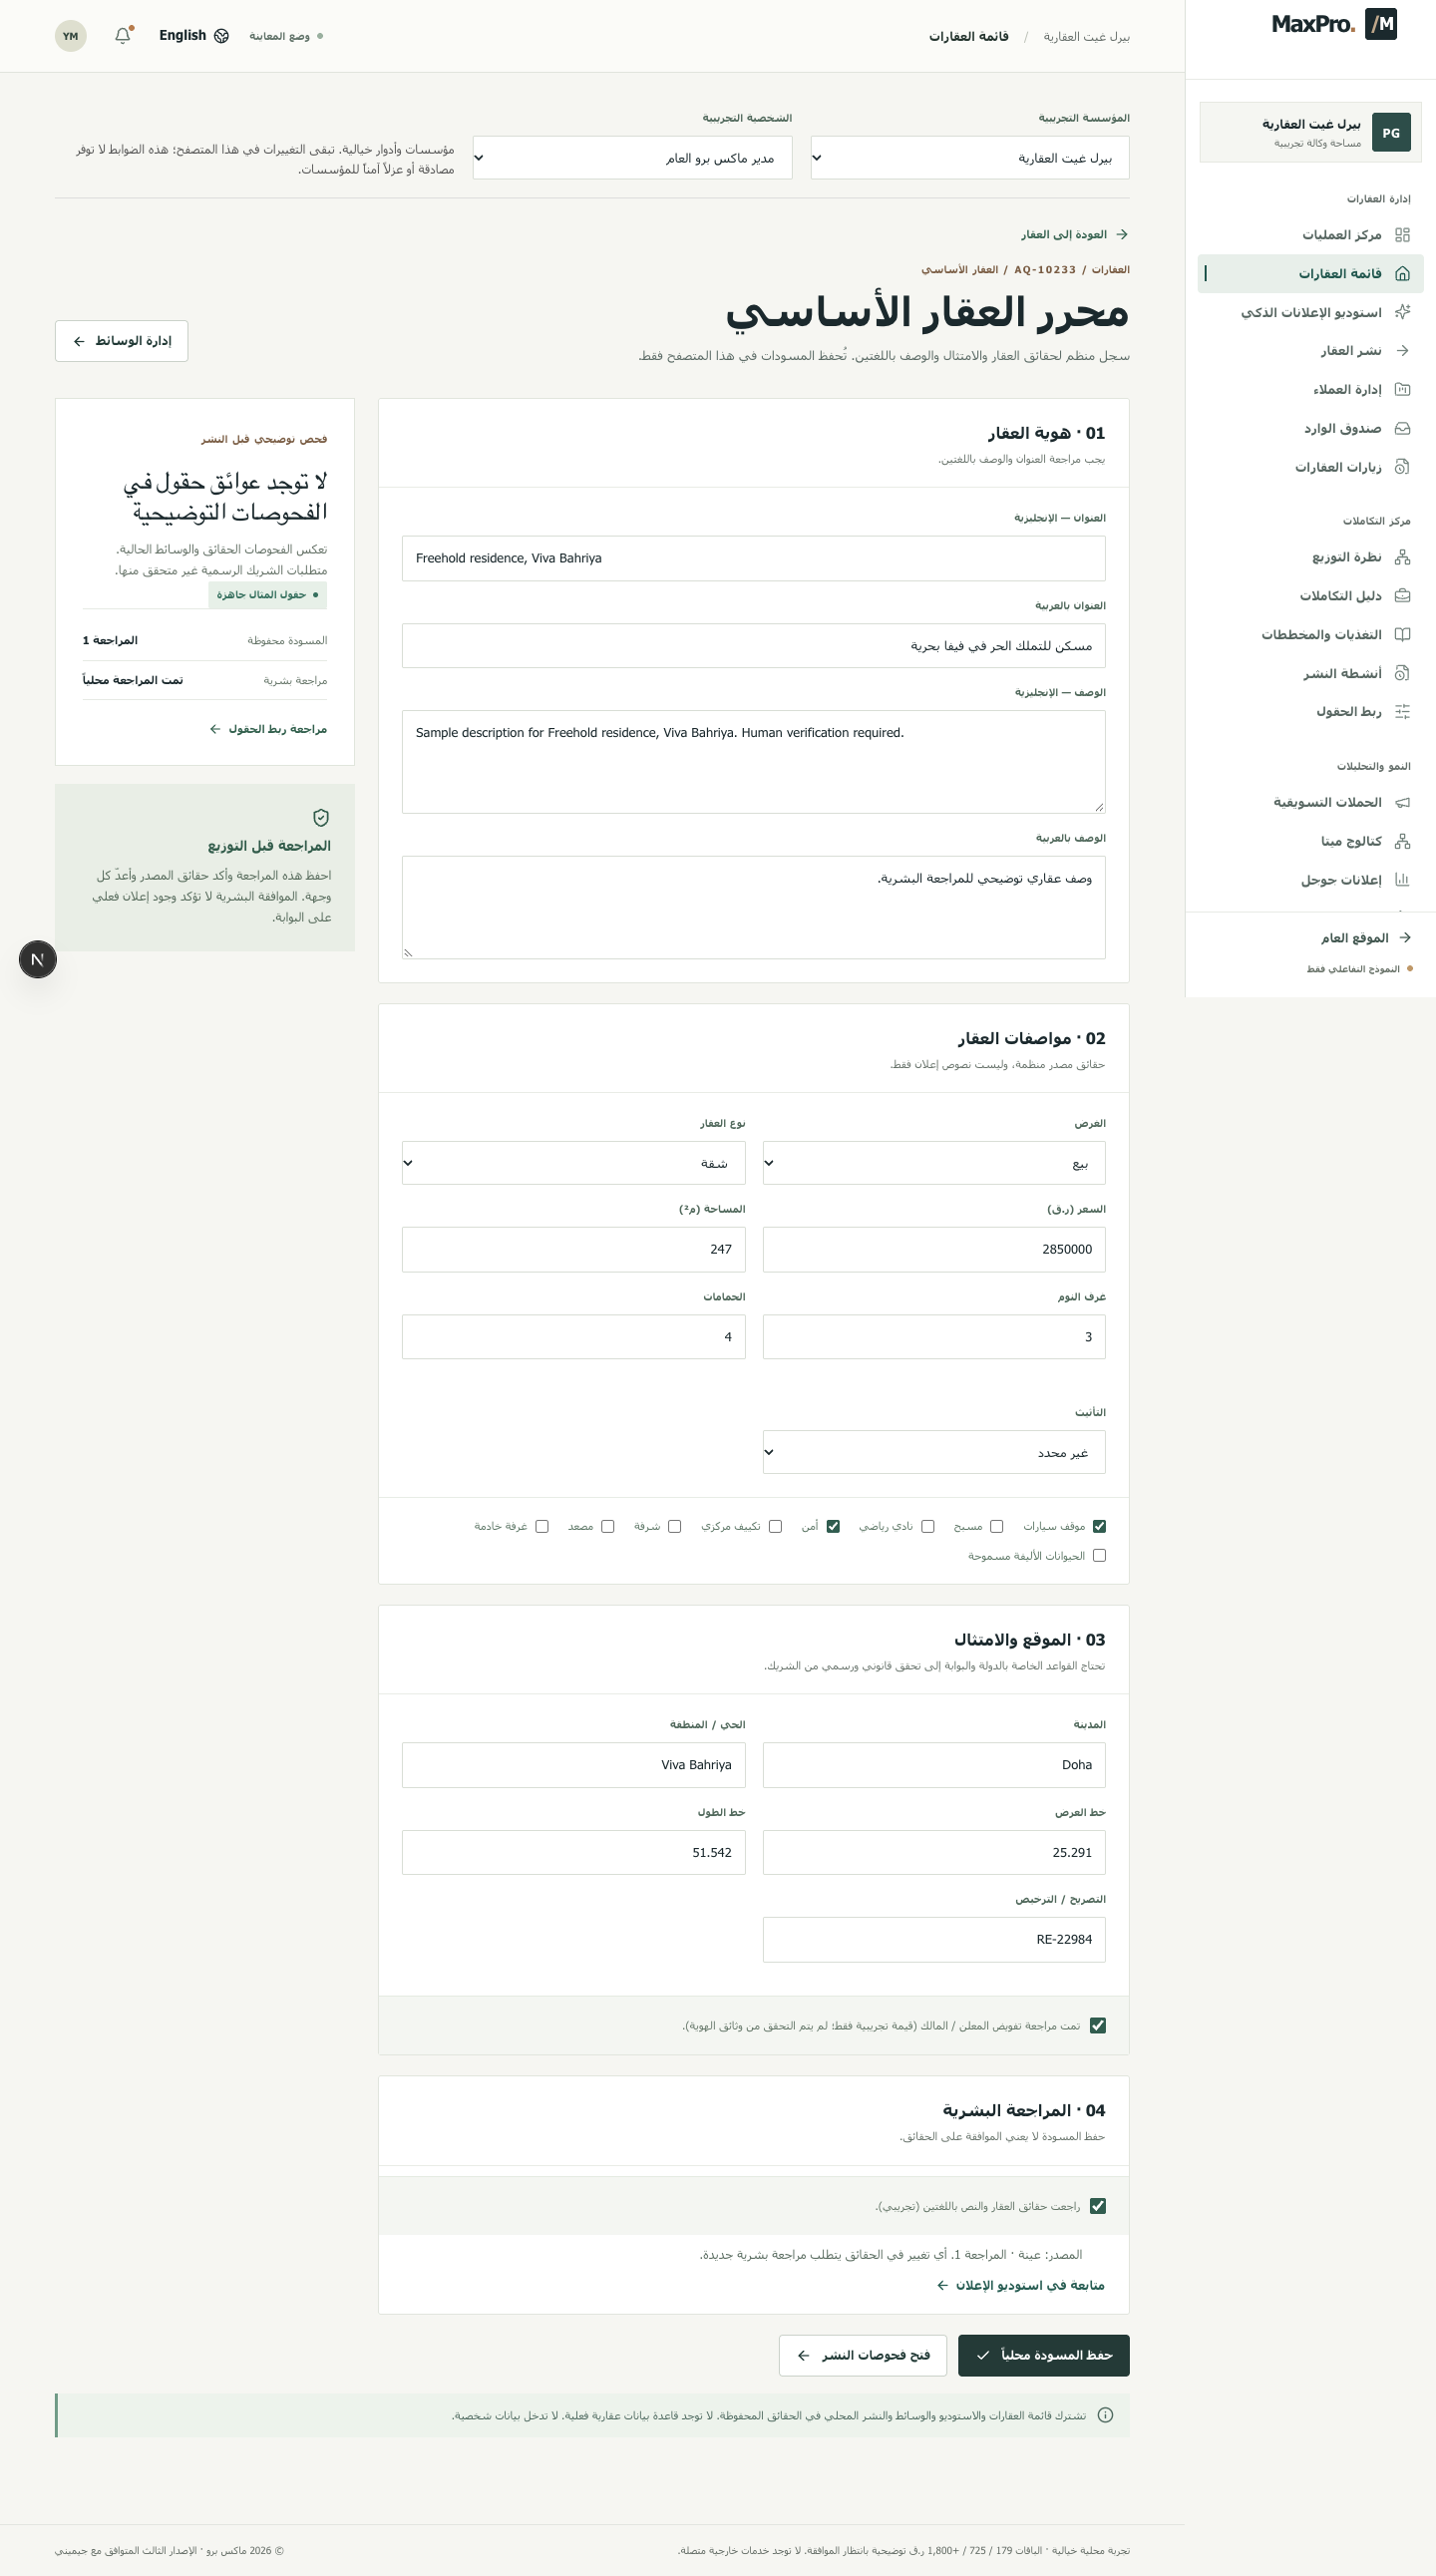 MaxPro. /M
PG
بيرل غيت العقارية
مساحة وكالة تجريبية
إدارة العقارات
مركز العمليات
قائمة العقارات
استوديو الإعلانات الذكي
نشر العقار
إدارة العملاء
صندوق الوارد
زيارات العقارات
مركز التكاملات
نظرة التوزيع
دليل التكاملات
التغذيات والمخططات
أنشطة النشر
ربط الحقول
النمو والتحليلات
الحملات التسويقية
كتالوج ميتا
إعلانات جوجل
الموقع العام
النموذج التفاعلي فقط
بيرل غيت العقارية / قائمة العقارات
وضع المعاينة
English
YM
المؤسسة التجريبية
بيرل غيت العقارية
الشخصية التجريبية
مدير ماكس برو العام
مؤسسات وأدوار خيالية. تبقى التغييرات في هذا المتصفح؛ هذه الضوابط لا توفر
مصادقة أو عزلاً آمناً للمؤسسات.
العودة إلى العقار
العقارات / AQ-10233 / العقار الأساسي
محرر العقار الأساسي
سجل منظم لحقائق العقار والامتثال والوصف باللغتين. تُحفظ المسودات في هذا المتصفح فقط.
إدارة الوسائط
01 · هوية العقار
يجب مراجعة العنوان والوصف باللغتين.
العنوان — الإنجليزية
Freehold residence, Viva Bahriya
العنوان بالعربية
مسكن للتملك الحر في فيفا بحرية
الوصف — الإنجليزية
Sample description for Freehold residence, Viva Bahriya. Human verification required.
الوصف بالعربية
وصف عقاري توضيحي للمراجعة البشرية.
فحص توضيحي قبل النشر
لا توجد عوائق حقول في
الفحوصات التوضيحية
تعكس الفحوصات الحقائق والوسائط الحالية.
متطلبات الشريك الرسمية غير متحقق منها.
حقول المثال جاهزة
المسودة محفوظة
المراجعة 1
مراجعة بشرية
تمت المراجعة محلياً
مراجعة ربط الحقول
المراجعة قبل التوزيع
احفظ هذه المراجعة وأكد حقائق المصدر وأعدّ كل
وجهة. الموافقة البشرية لا تؤكد وجود إعلان فعلي
على البوابة.
02 · مواصفات العقار
حقائق مصدر منظمة، وليست نصوص إعلان فقط.
الغرض
بيع
نوع العقار
شقة
السعر (ر.ق)
2850000
المساحة (م²)
247
غرف النوم
3
الحمامات
4
التأثيث
غير محدد
موقف سيارات
مسبح
نادي رياضي
أمن
تكييف مركزي
شرفة
مصعد
غرفة خادمة
الحيوانات الأليفة مسموحة
03 · الموقع والامتثال
تحتاج القواعد الخاصة بالدولة والبوابة إلى تحقق قانوني ورسمي من الشريك.
المدينة
Doha
الحي / المنطقة
Viva Bahriya
خط العرض
25.291
خط الطول
51.542
التصريح / الترخيص
RE-22984
تمت مراجعة تفويض المعلن / المالك (قيمة تجريبية فقط؛ لم يتم التحقق من وثائق الهوية).
04 · المراجعة البشرية
حفظ المسودة لا يعني الموافقة على الحقائق.
راجعت حقائق العقار والنص باللغتين (تجريبي).
المصدر: عينة · المراجعة 1. أي تغيير في الحقائق يتطلب مراجعة بشرية جديدة.
متابعة في استوديو الإعلان
حفظ المسودة محلياً
فتح فحوصات النشر
تشترك قائمة العقارات والاستوديو والوسائط والنشر المحلي في الحقائق المحفوظة. لا توجد قاعدة بيانات عقارية فعلية. لا تدخل بيانات شخصية.
تجربة محلية خيالية · الباقات 179 / 725 / +1,800 ر.ق توضيحية بانتظار الموافقة. لا توجد خدمات خارجية متصلة.
© 2026 ماكس برو · الإصدار الثالث المتوافق مع جيميني